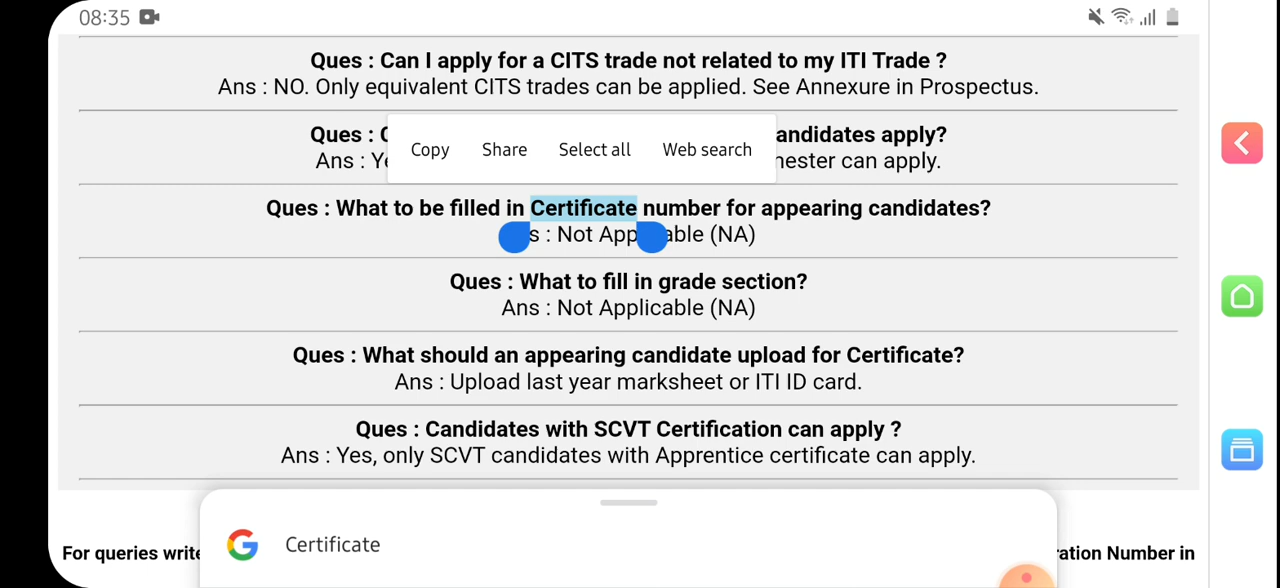 08:35
Ques : Can I apply for a CITS trade not related to my ITI Trade ?
Ans : NO. Only equivalent CITS trades can be applied. See Annexure in Prospectus.
Ques : andidates apply?
Copy Share Select all Web search
Ans : can apply.
Ques : What to be filled in Certificate number for appearing candidates?
: Not (NA)
Ques : What to fill in grade section?
Ans : Not Applicable (NA)
Ques : What should an appearing candidate upload for Certificate?
Ans : Upload last year marksheet or ITI ID card.
Ques : Candidates with SCVT Certification can apply ?
Ans : Yes, only SCVT candidates with Apprentice certificate can apply.
Certificate
For queries write Number in